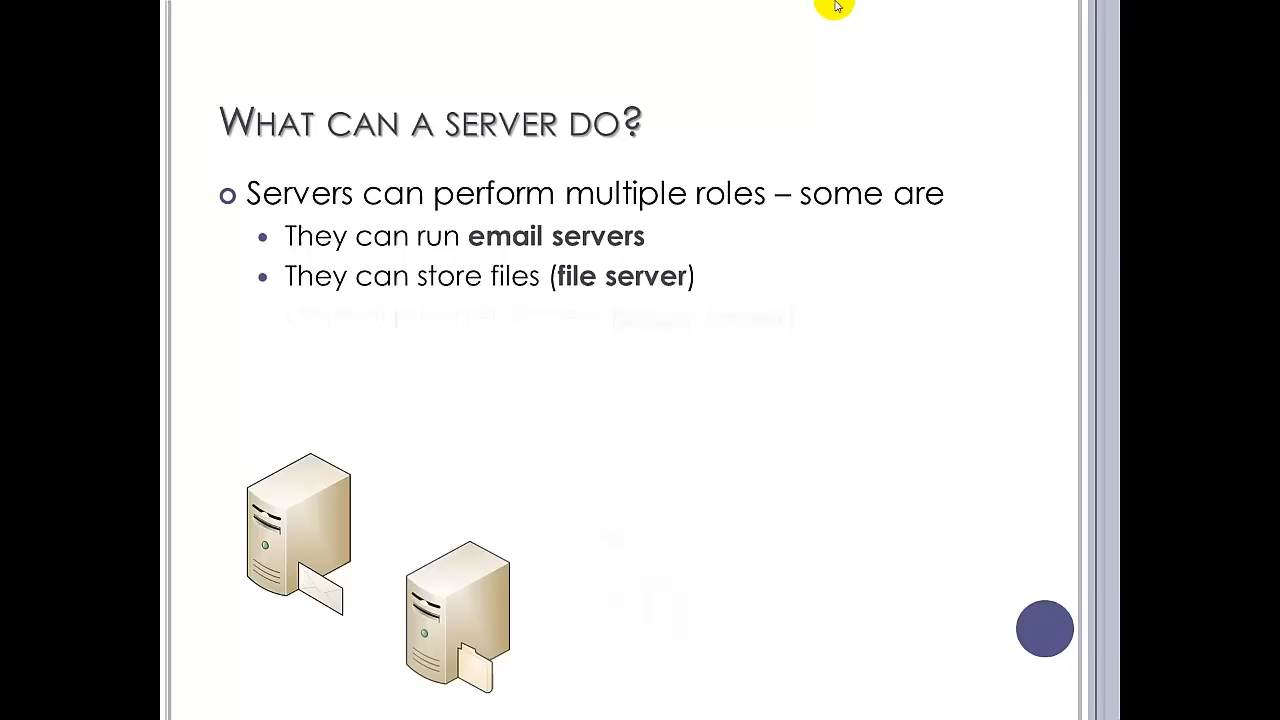 WHAT CAN A SERVER DO?
Servers can perform multiple roles – some are
They can run email servers
They can store files (file server)